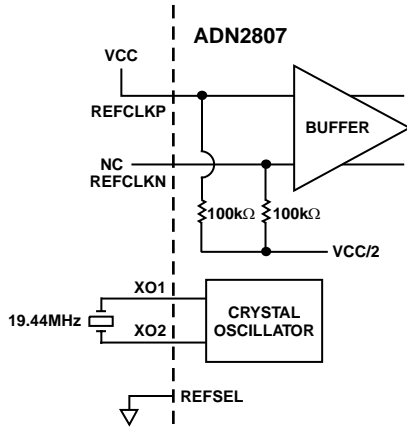 ADN2807
VCC
REFCLKP
BUFFER
NC
REFCLKN
100kΩ
100kΩ
VCC/2
XO1
CRYSTAL
OSCILLATOR
19.44MHz
XO2
REFSEL